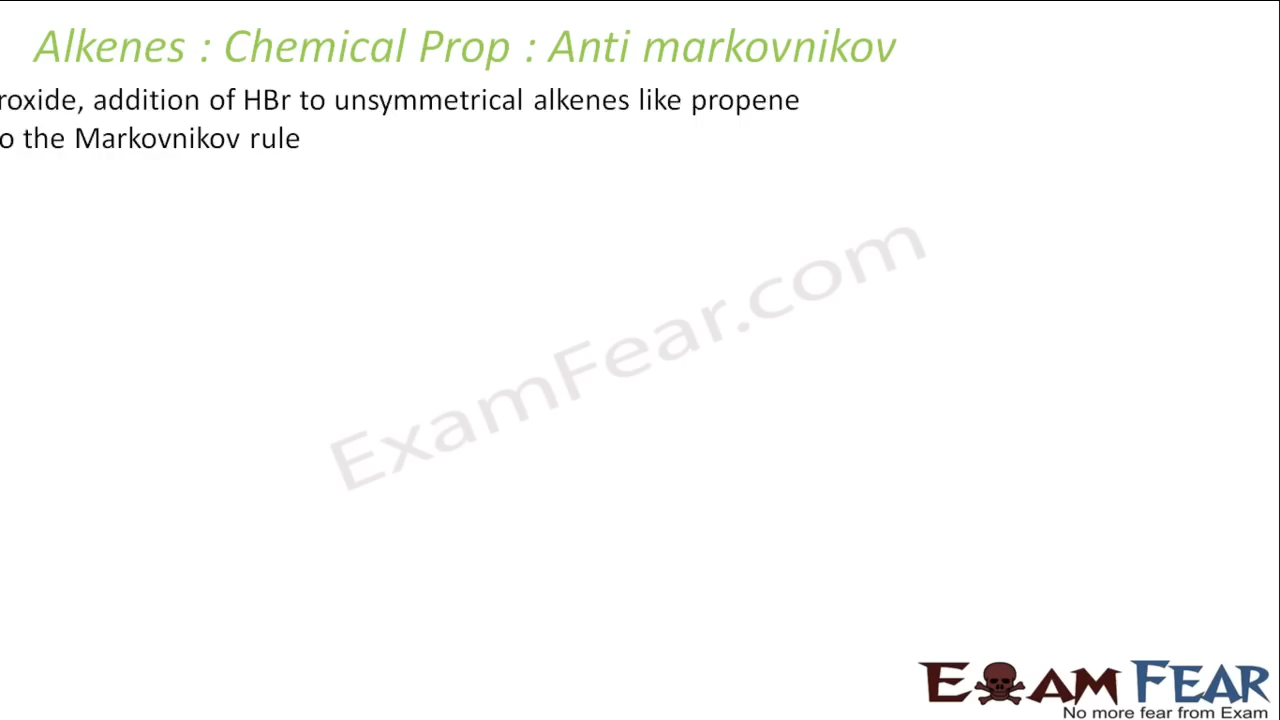 Alkenes : Chemical Prop : Anti markovnikov
roxide, addition of HBr to unsymmetrical alkenes like propene
o the Markovnikov rule
ExamFear.com
EXAM FEAR
No more fear from Exam